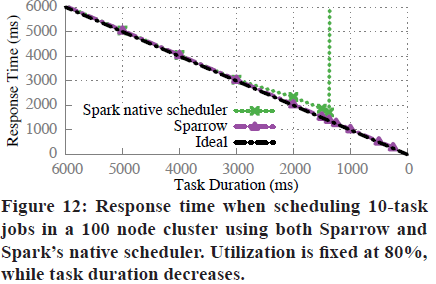 6000
5000
4000
3000
2000
1000
0
Response Time (ms)
Spark native scheduler
Sparrow
Ideal
6000 5000 4000 3000 2000 1000 0
Task Duration (ms)
Figure 12: Response time when scheduling 10-task
jobs in a 100 node cluster using both Sparrow and
Spark's native scheduler. Utilization is fixed at 80%,
while task duration decreases.